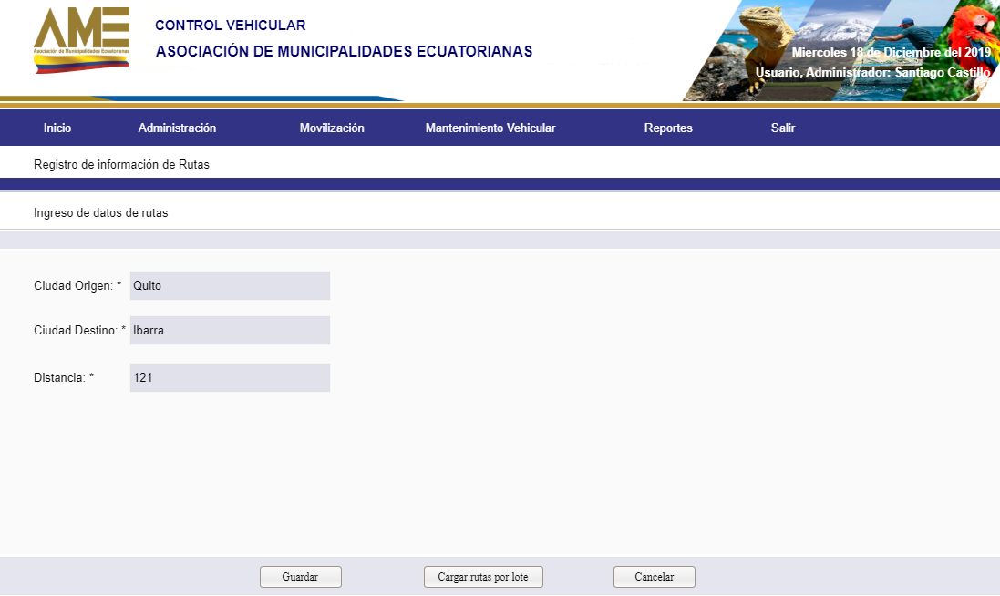 AME
Asociación de Municipalidades Ecuatorianas
CONTROL VEHICULAR
ASOCIACIÓN DE MUNICIPALIDADES ECUATORIANAS
Miercoles 18 de Diciembre del 2019
Usuario, Administrador: Santiago Castillo
Inicio Administración Movilización Mantenimiento Vehicular Reportes Salir
Registro de información de Rutas
Ingreso de datos de rutas
Ciudad Origen: * Quito
Ciudad Destino: * Ibarra
Distancia: * 121
Guardar Cargar rutas por lote Cancelar